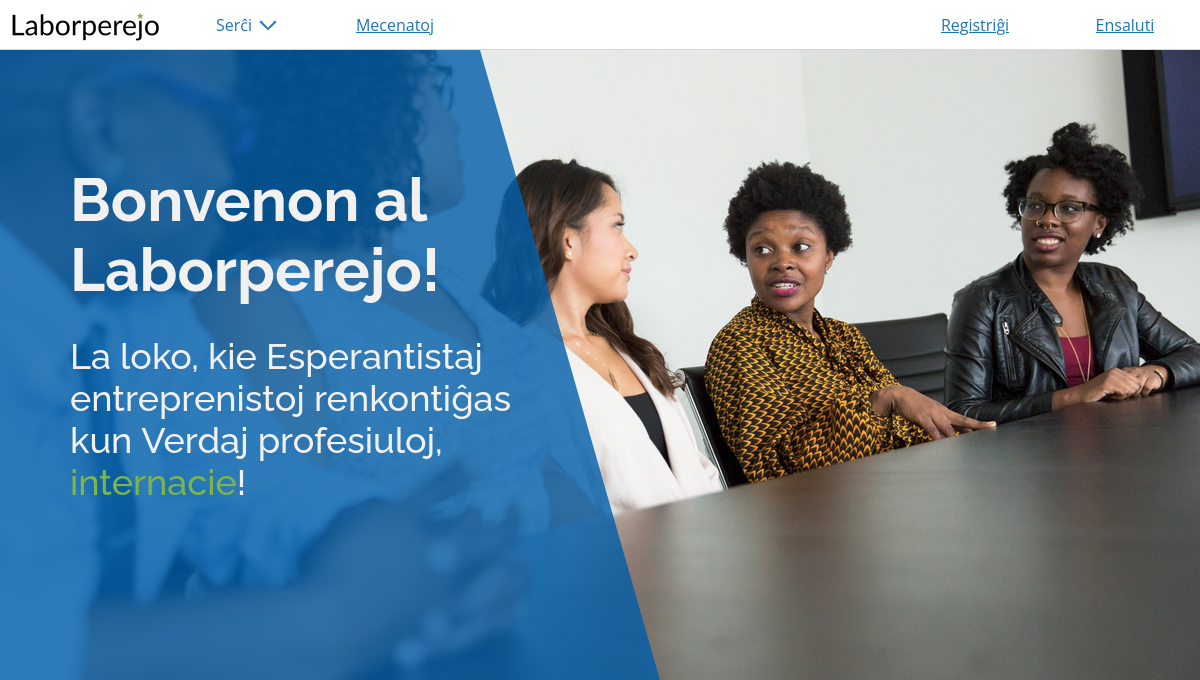 Laborperejo
Serĉi
Mecenatoj
Registriĝi
Ensaluti
Bonvenon al
Laborperejo!
La loko, kie Esperantistaj
entreprenistoj renkontiĝas
kun Verdaj profesiuloj,
internacie!